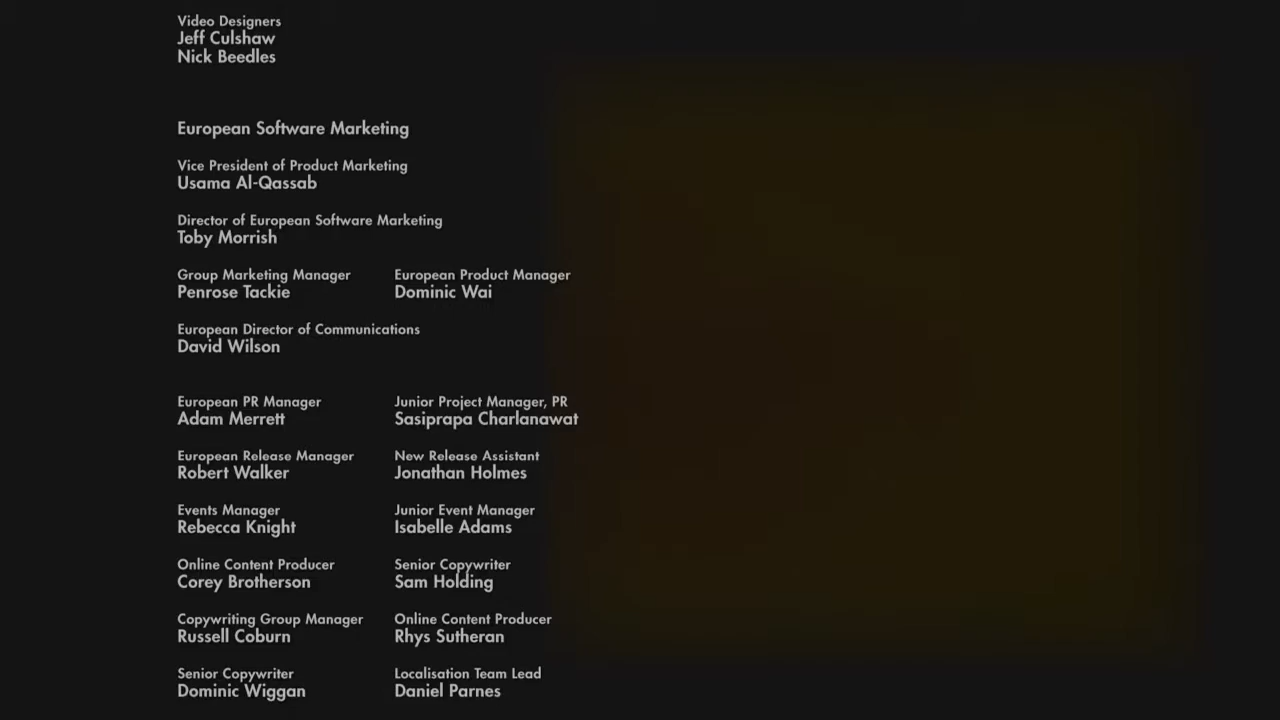 Video Designers
Jeff Culshaw
Nick Beedles
European Software Marketing
Vice President of Product Marketing
Usama Al-Qassab
Director of European Software Marketing
Toby Morrish
Group Marketing Manager
Penrose Tackie
European Product Manager
Dominic Wai
European Director of Communications
David Wilson
European PR Manager
Adam Merrett
Junior Project Manager, PR
Sasiprapa Charlanawat
European Release Manager
Robert Walker
New Release Assistant
Jonathan Holmes
Events Manager
Rebecca Knight
Junior Event Manager
Isabelle Adams
Online Content Producer
Corey Brotherson
Senior Copywriter
Sam Holding
Copywriting Group Manager
Russell Coburn
Online Content Producer
Rhys Sutheran
Senior Copywriter
Dominic Wiggan
Localisation Team Lead
Daniel Parnes